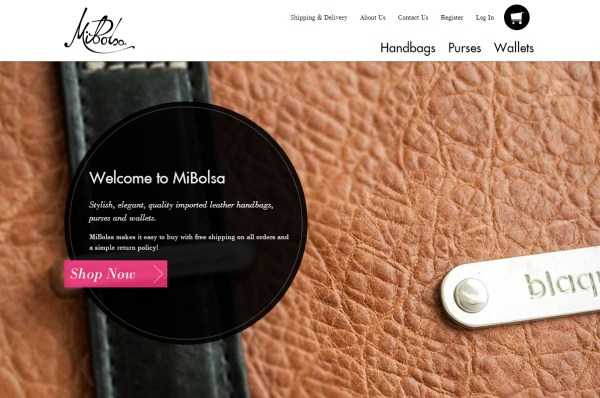 MiBolsa
Shipping & Delivery About Us Contact Us Register Log In
Handbags Purses Wallets
Welcome to MiBolsa
Stylish, elegant, quality imported leather handbags,
purses and wallets.
MiBolsa makes it easy to buy with free shipping on all orders and
a simple return policy!
Shop Now
blaq